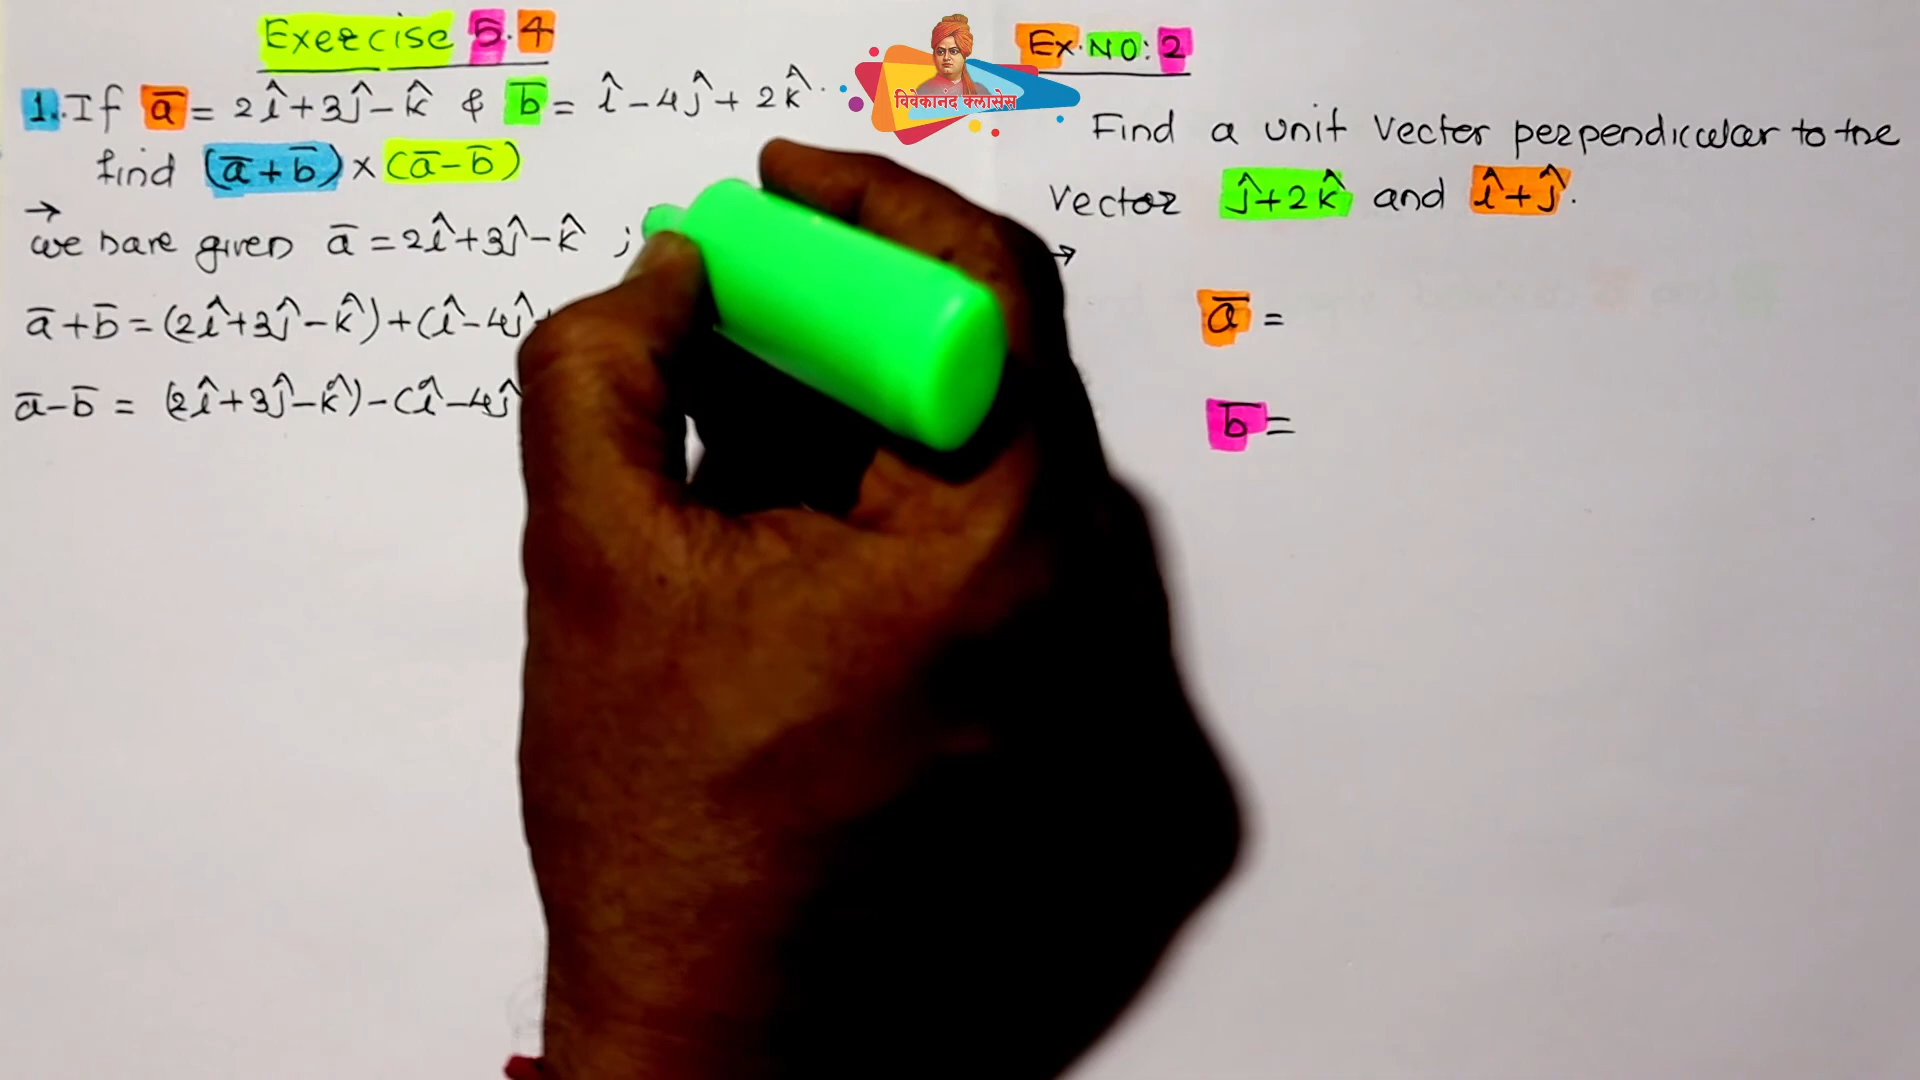 Exercise 5.4
1. If a̅ = 2î+3ĵ-k̂ & b̅ = î-4ĵ+2k̂.
find (a̅+b̅)×(a̅-b̅)
→
we have given a̅ = 2î+3ĵ-k̂ ;
a̅+b̅ = (2î+3ĵ-k̂)+(î-4ĵ+
a̅-b̅ = (2î+3ĵ-k̂)-(î-4ĵ
विवेकानंद क्लासेस
Ex. NO: 2
Find a unit vector perpendicular to the
vector ĵ+2k̂ and î+ĵ.
→
a̅ =
b̅ =